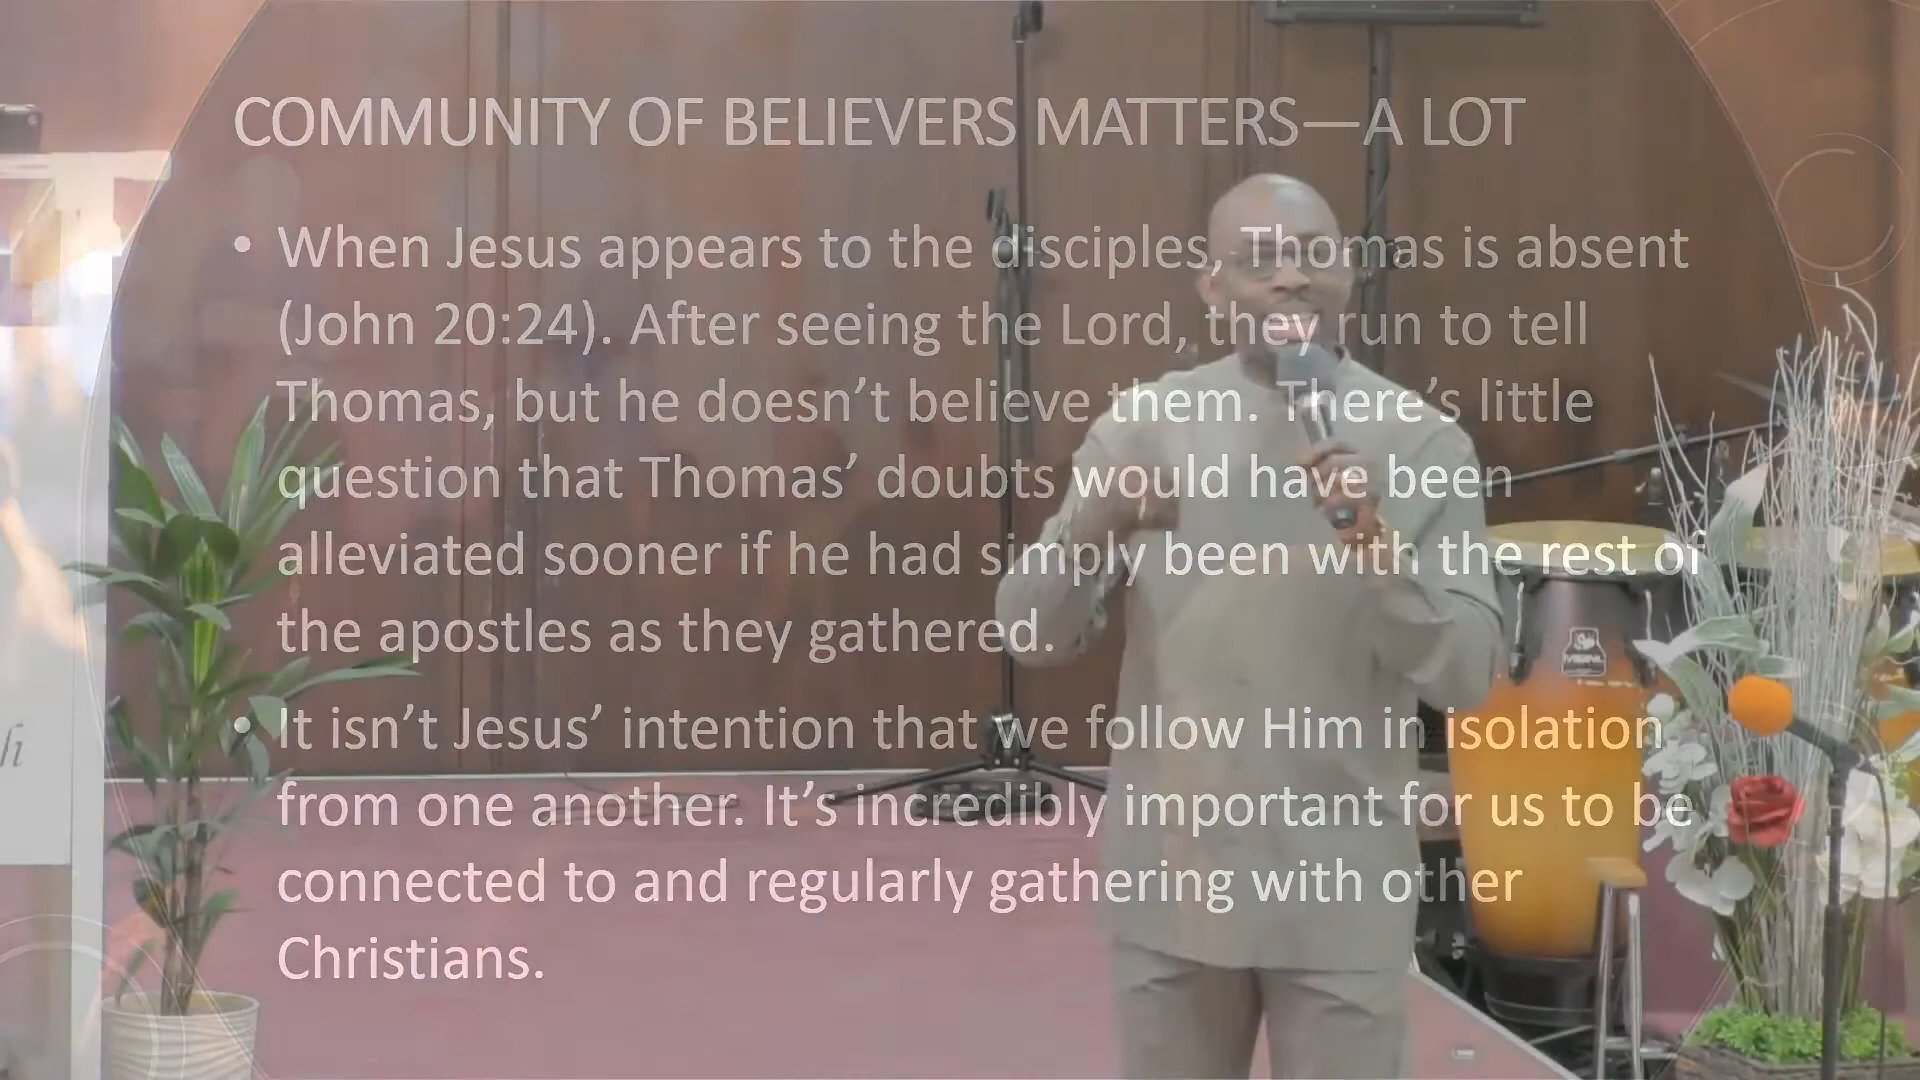 COMMUNITY OF BELIEVERS MATTERS—A LOT
• When Jesus appears to the disciples, Thomas is absent
(John 20:24). After seeing the Lord, they run to tell
Thomas, but he doesn’t believe them. There’s little
question that Thomas’ doubts would have been
alleviated sooner if he had simply been with the rest of
the apostles as they gathered.
• It isn’t Jesus’ intention that we follow Him in isolation
from one another. It’s incredibly important for us to be
connected to and regularly gathering with other
Christians.
MEINL
h